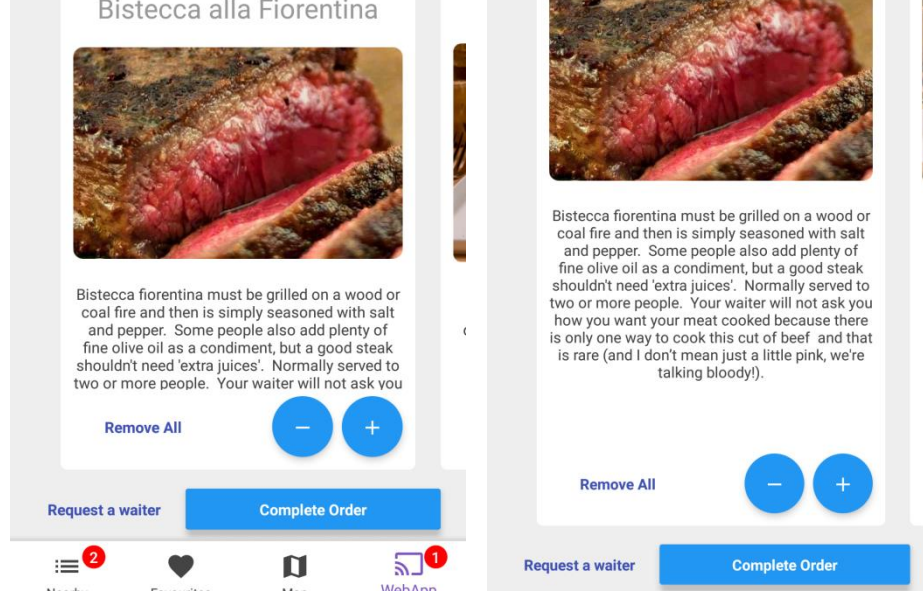 Bistecca alla Fiorentina
Bistecca fiorentina must be grilled on a wood or
coal fire and then is simply seasoned with salt
and pepper.  Some people also add plenty of
fine olive oil as a condiment, but a good steak
shouldn't need 'extra juices'.  Normally served to
two or more people.  Your waiter will not ask you
Remove All
Request a waiter
Complete Order
2
1
Nearby
Favourites
Map
WebApp
Bistecca fiorentina must be grilled on a wood or
coal fire and then is simply seasoned with salt
and pepper.  Some people also add plenty of
fine olive oil as a condiment, but a good steak
shouldn't need 'extra juices'.  Normally served to
two or more people.  Your waiter will not ask you
how you want your meat cooked because there
is only one way to cook this cut of beef  and that
is rare (and I don't mean just a little pink, we're
talking bloody!).
Remove All
Request a waiter
Complete Order